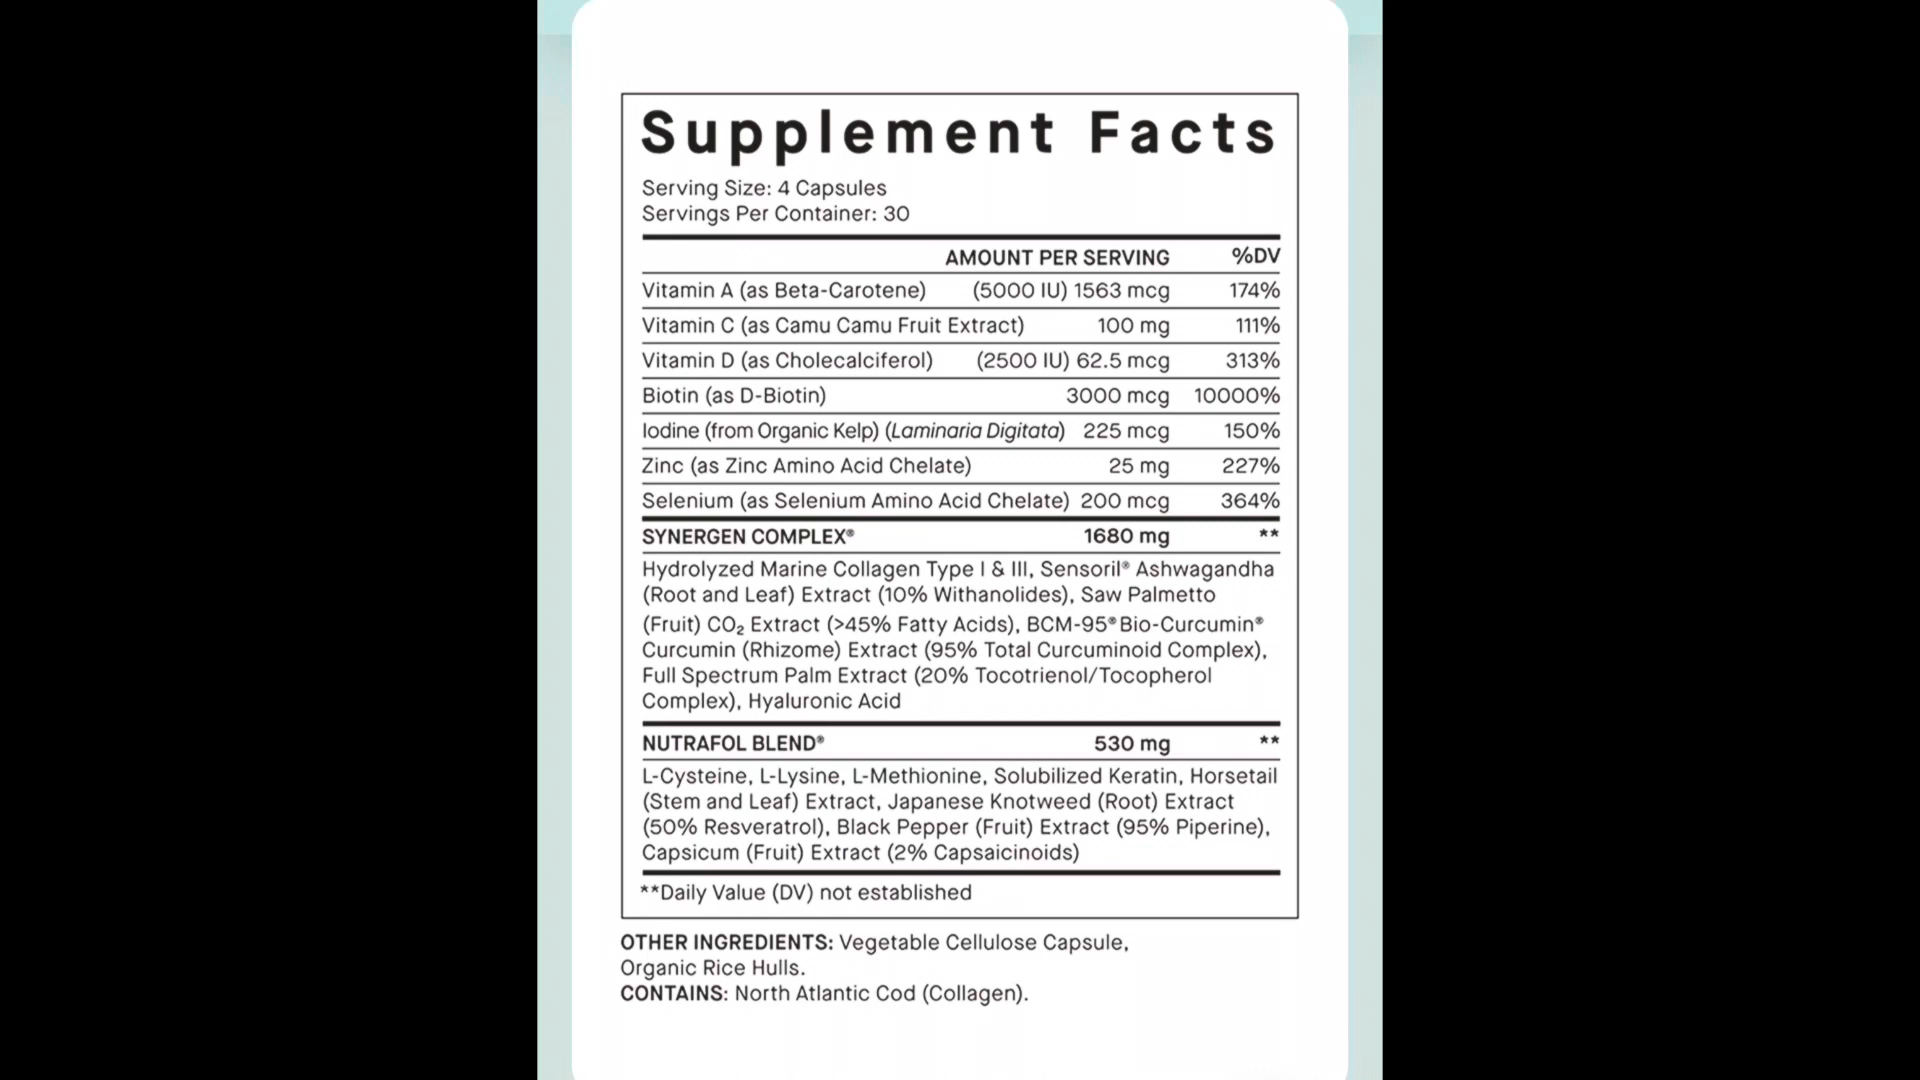 Supplement Facts
Serving Size: 4 Capsules
Servings Per Container: 30
AMOUNT PER SERVING %DV
Vitamin A (as Beta-Carotene) (5000 IU) 1563 mcg 174%
Vitamin C (as Camu Camu Fruit Extract) 100 mg 111%
Vitamin D (as Cholecalciferol) (2500 IU) 62.5 mcg 313%
Biotin (as D-Biotin) 3000 mcg 10000%
Iodine (from Organic Kelp) (Laminaria Digitata) 225 mcg 150%
Zinc (as Zinc Amino Acid Chelate) 25 mg 227%
Selenium (as Selenium Amino Acid Chelate) 200 mcg 364%
SYNERGEN COMPLEX® 1680 mg **
Hydrolyzed Marine Collagen Type I & III, Sensoril® Ashwagandha
(Root and Leaf) Extract (10% Withanolides), Saw Palmetto
(Fruit) CO₂ Extract (>45% Fatty Acids), BCM-95® Bio-Curcumin®
Curcumin (Rhizome) Extract (95% Total Curcuminoid Complex),
Full Spectrum Palm Extract (20% Tocotrienol/Tocopherol
Complex), Hyaluronic Acid
NUTRAFOL BLEND® 530 mg **
L-Cysteine, L-Lysine, L-Methionine, Solubilized Keratin, Horsetail
(Stem and Leaf) Extract, Japanese Knotweed (Root) Extract
(50% Resveratrol), Black Pepper (Fruit) Extract (95% Piperine),
Capsicum (Fruit) Extract (2% Capsaicinoids)
**Daily Value (DV) not established
OTHER INGREDIENTS: Vegetable Cellulose Capsule,
Organic Rice Hulls.
CONTAINS: North Atlantic Cod (Collagen).